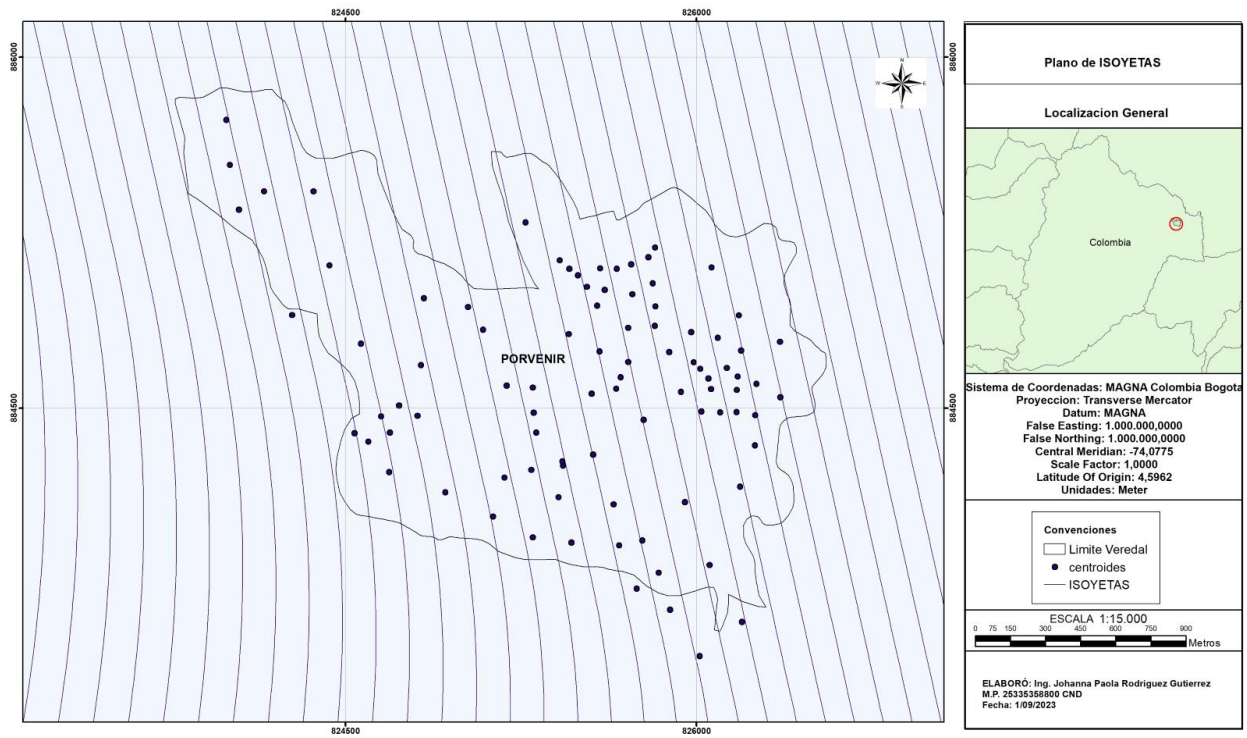 824500
826000
886000
886000
N
W
E
S
PORVENIR
884500
884500
824500
826000
Plano de ISOYETAS
Localizacion General
Colombia
Sistema de Coordenadas: MAGNA Colombia Bogota
Proyeccion: Transverse Mercator
Datum: MAGNA
False Easting: 1.000.000,0000
False Northing: 1.000.000,0000
Central Meridian: -74,0775
Scale Factor: 1,0000
Latitude Of Origin: 4,5962
Unidades: Meter
Convenciones
Limite Veredal
centroides
ISOYETAS
ESCALA 1:15.000
0 75 150 300 450 600 750 900
Metros
ELABORÓ: Ing. Johanna Paola Rodriguez Gutierrez
M.P. 25335358800 CND
Fecha: 1/09/2023